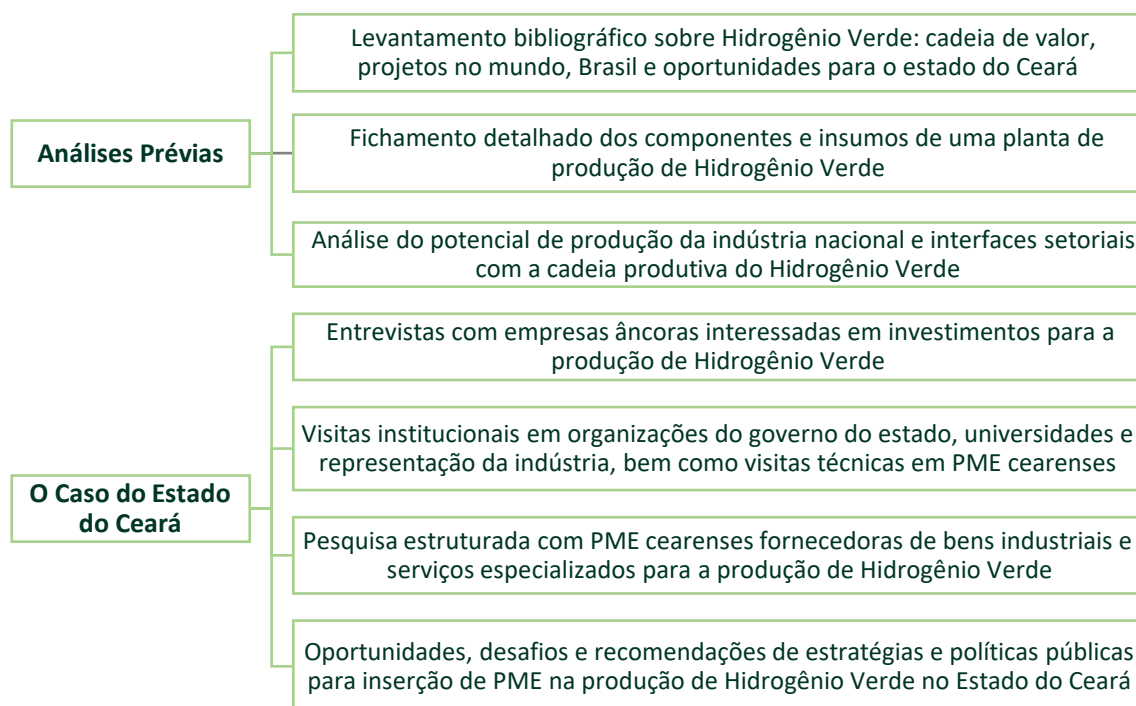 Análises Prévias
Levantamento bibliográfico sobre Hidrogênio Verde: cadeia de valor,
projetos no mundo, Brasil e oportunidades para o estado do Ceará
Fichamento detalhado dos componentes e insumos de uma planta de
produção de Hidrogênio Verde
Análise do potencial de produção da indústria nacional e interfaces setoriais
com a cadeia produtiva do Hidrogênio Verde
O Caso do Estado
do Ceará
Entrevistas com empresas âncoras interessadas em investimentos para a
produção de Hidrogênio Verde
Visitas institucionais em organizações do governo do estado, universidades e
representação da indústria, bem como visitas técnicas em PME cearenses
Pesquisa estruturada com PME cearenses fornecedoras de bens industriais e
serviços especializados para a produção de Hidrogênio Verde
Oportunidades, desafios e recomendações de estratégias e políticas públicas
para inserção de PME na produção de Hidrogênio Verde no Estado do Ceará